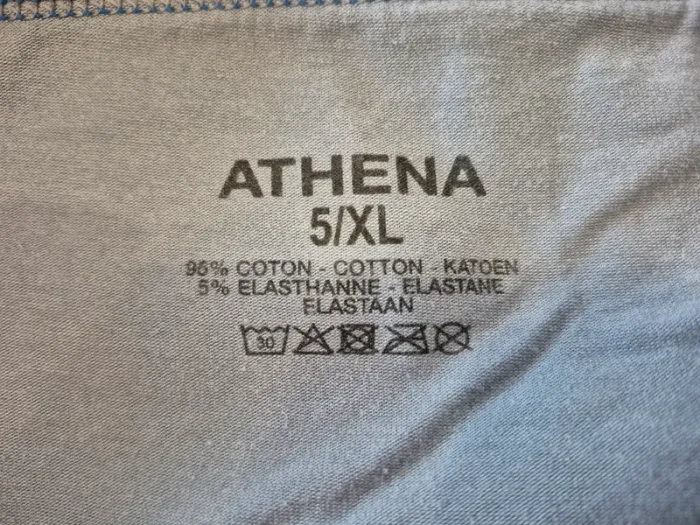 ATHENA
5/XL
95% COTON - COTTON - KATOEN
5% ELASTHANNE - ELASTANE
ELASTAAN
30